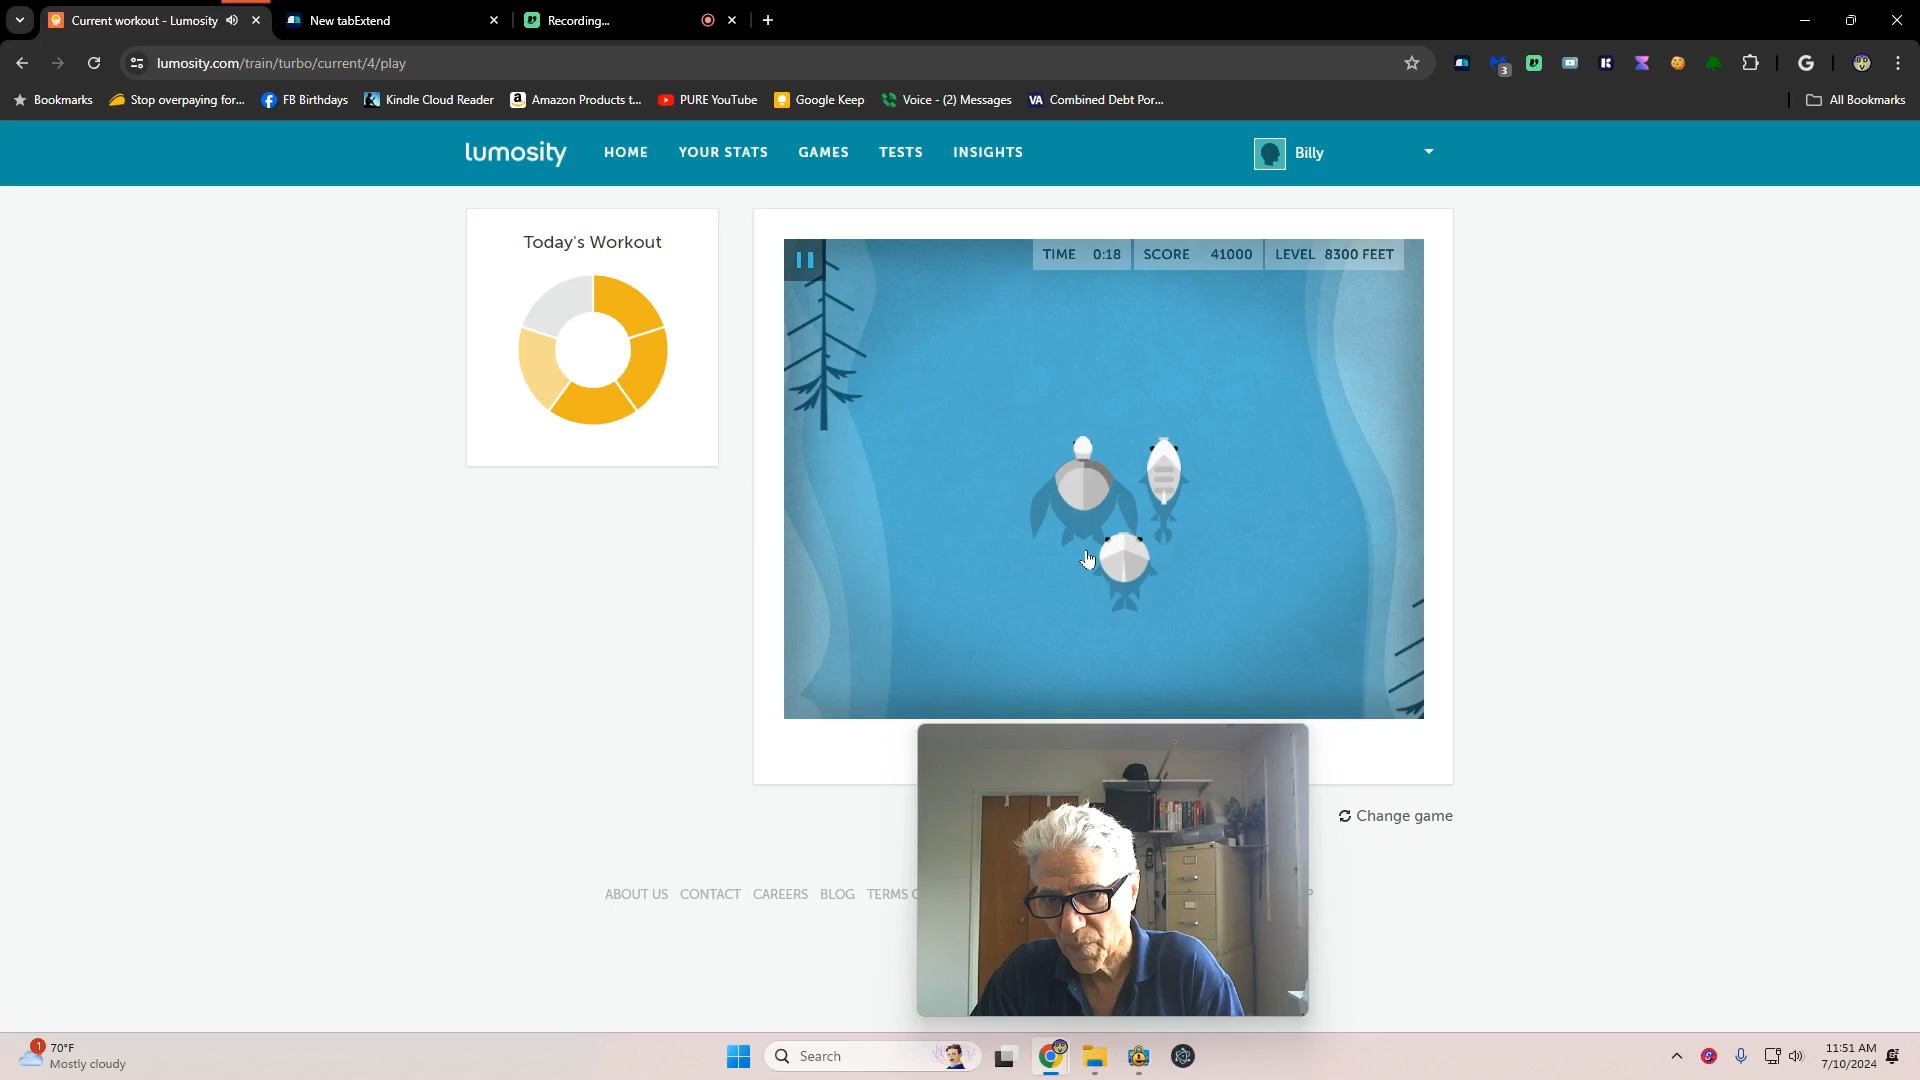 Current workout - Lumosity
New tabExtend
Recording...
lumosity.com/train/turbo/current/4/play
3
G
Bookmarks
Stop overpaying for...
FB Birthdays
Kindle Cloud Reader
Amazon Products t...
PURE YouTube
Google Keep
Voice - (2) Messages
VA Combined Debt Por...
All Bookmarks
lumosity
HOME
YOUR STATS
GAMES
TESTS
INSIGHTS
Billy
Today's Workout
TIME 0:18
SCORE 41000
LEVEL 8300 FEET
Change game
ABOUT US
CONTACT
CAREERS
BLOG
TERMS
1
70°F
Mostly cloudy
Search
11:51 AM
7/10/2024